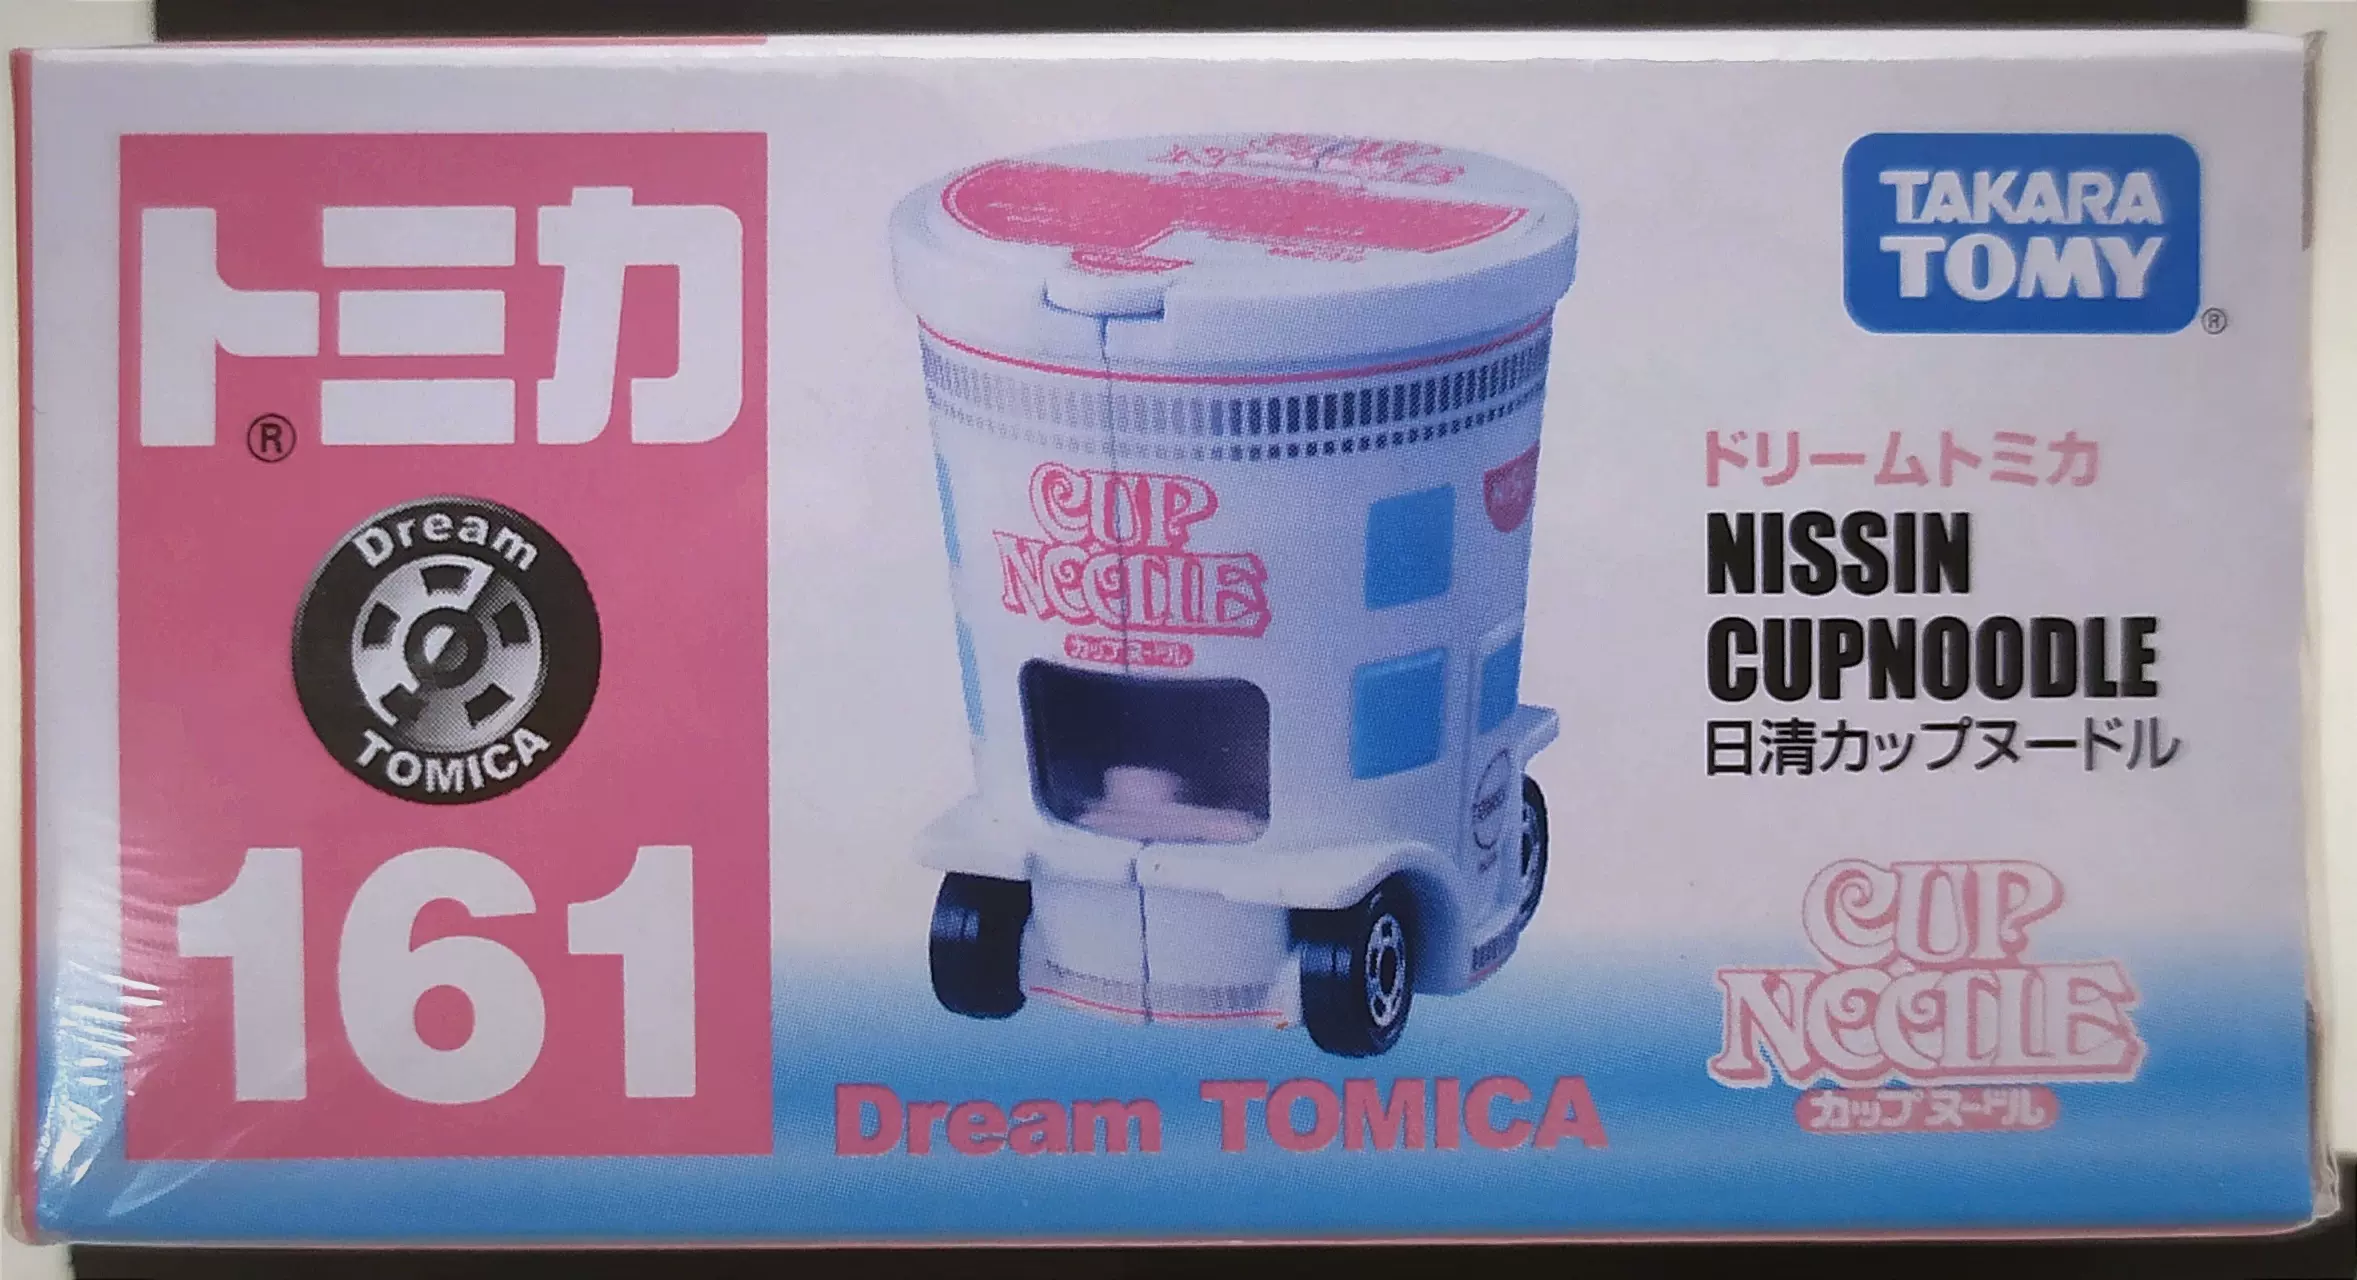 トミカ
®
Dream
TOMICA
161
CUP
NOODLE
カップヌードル
Dream TOMICA
TAKARA
TOMY
®
ドリームトミカ
NISSIN
CUPNOODLE
日清カップヌードル
CUP
NOODLE
カップヌードル